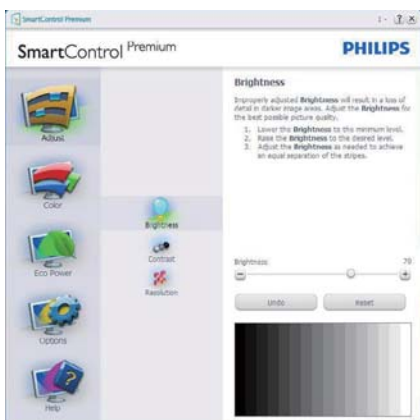 SmartControl Premium
SmartControl Premium
PHILIPS
Adjust
Color
Eco Power
Options
Help
Brightness
Contrast
Resolution
Brightness
Improperly adjusted Brightness will result in a loss of
detail in darker image areas. Adjust the Brightness for
the best possible picture quality.
1. Lower the Brightness to the minimum level.
2. Raise the Brightness to the desired level.
3. Adjust the Brightness as needed to achieve
an equal separation of the stripes.
Brightness:
Undo
Reset